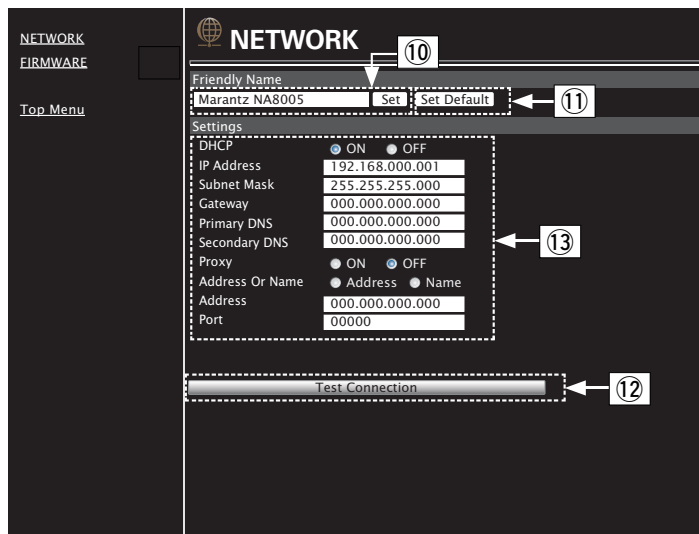 NETWORK
FIRMWARE
Top Menu
NETWORK
⑩
Friendly Name
Marantz NA8005 Set Set Default ⑪
Settings
DHCP ON OFF
IP Address 192.168.000.001
Subnet Mask 255.255.255.000
Gateway 000.000.000.000
Primary DNS 000.000.000.000
Secondary DNS 000.000.000.000
⑬
Proxy ON OFF
Address Or Name Address Name
Address 000.000.000.000
Port 00000
Test Connection ⑫